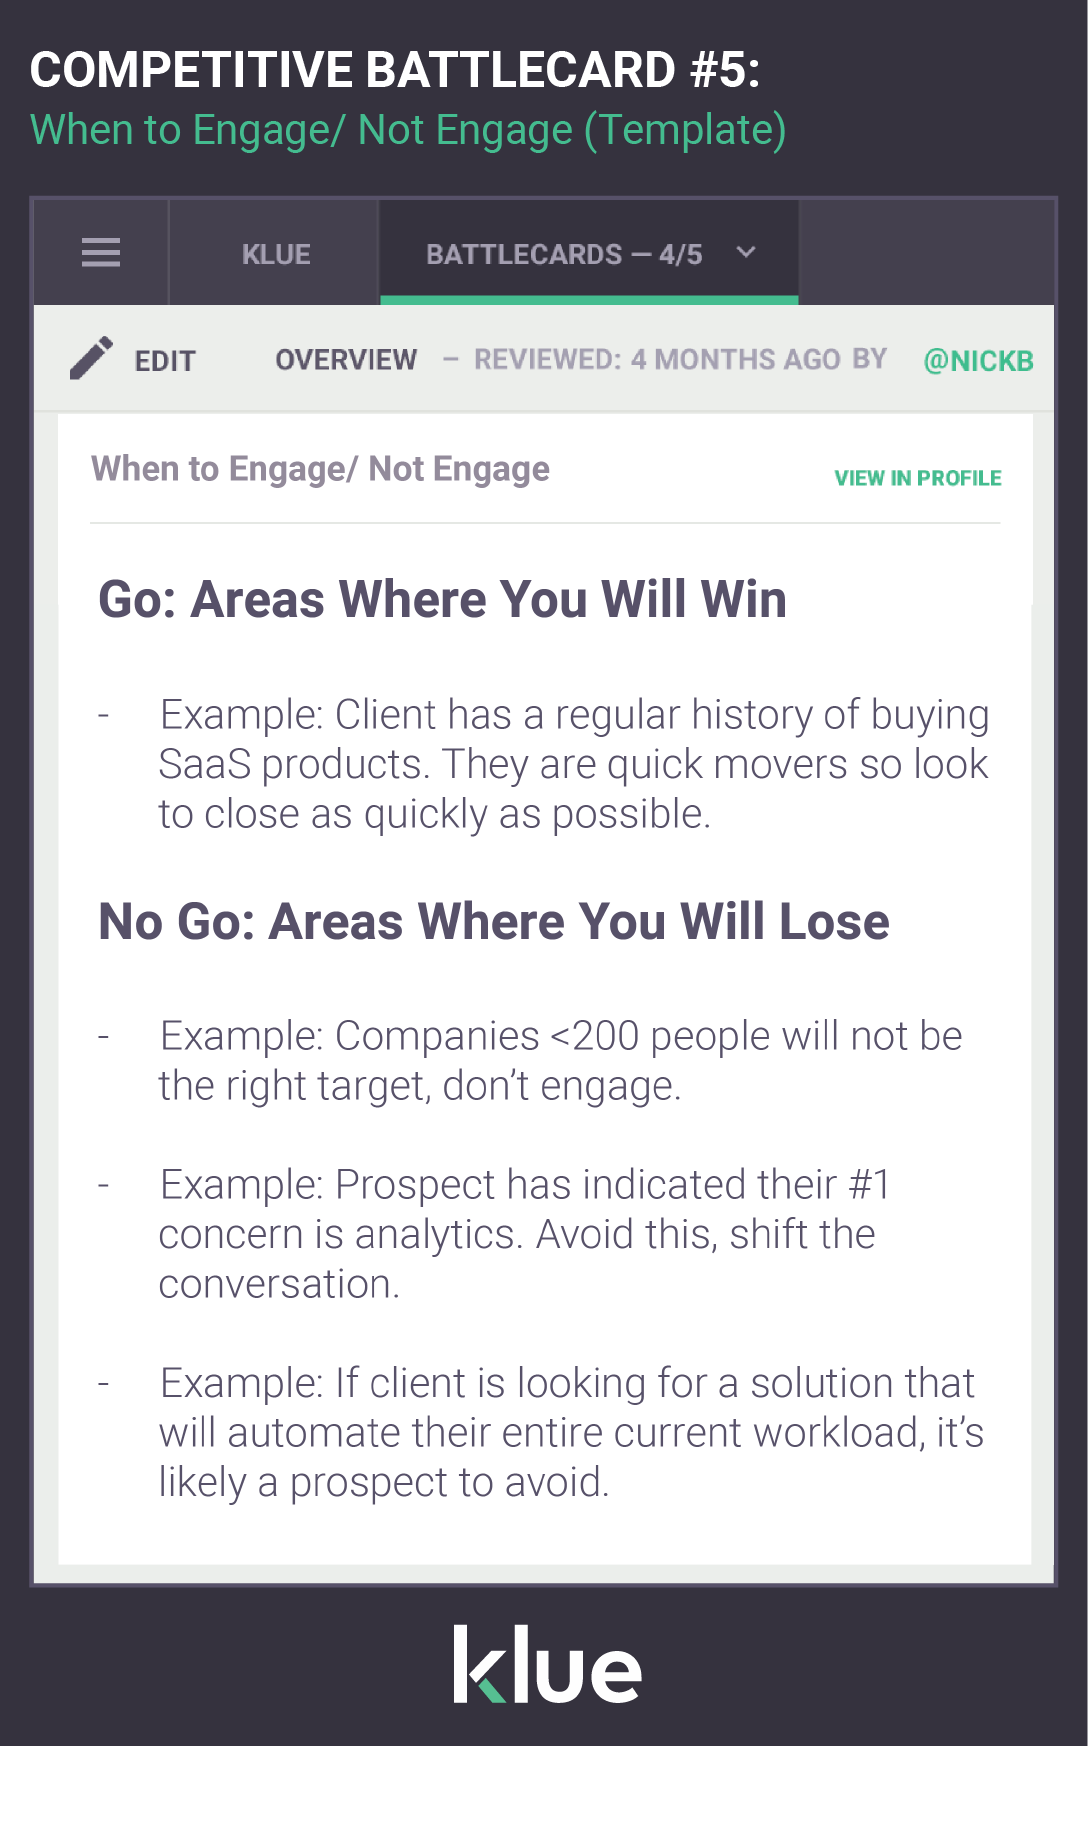 COMPETITIVE BATTLECARD #5:
When to Engage/ Not Engage (Template)
KLUE
BATTLECARDS — 4/5
EDIT
OVERVIEW – REVIEWED: 4 MONTHS AGO BY @NICKB
When to Engage/ Not Engage
VIEW IN PROFILE
Go: Areas Where You Will Win
- Example: Client has a regular history of buying
SaaS products. They are quick movers so look
to close as quickly as possible.
No Go: Areas Where You Will Lose
- Example: Companies <200 people will not be
the right target, don’t engage.
- Example: Prospect has indicated their #1
concern is analytics. Avoid this, shift the
conversation.
- Example: If client is looking for a solution that
will automate their entire current workload, it’s
likely a prospect to avoid.
klue